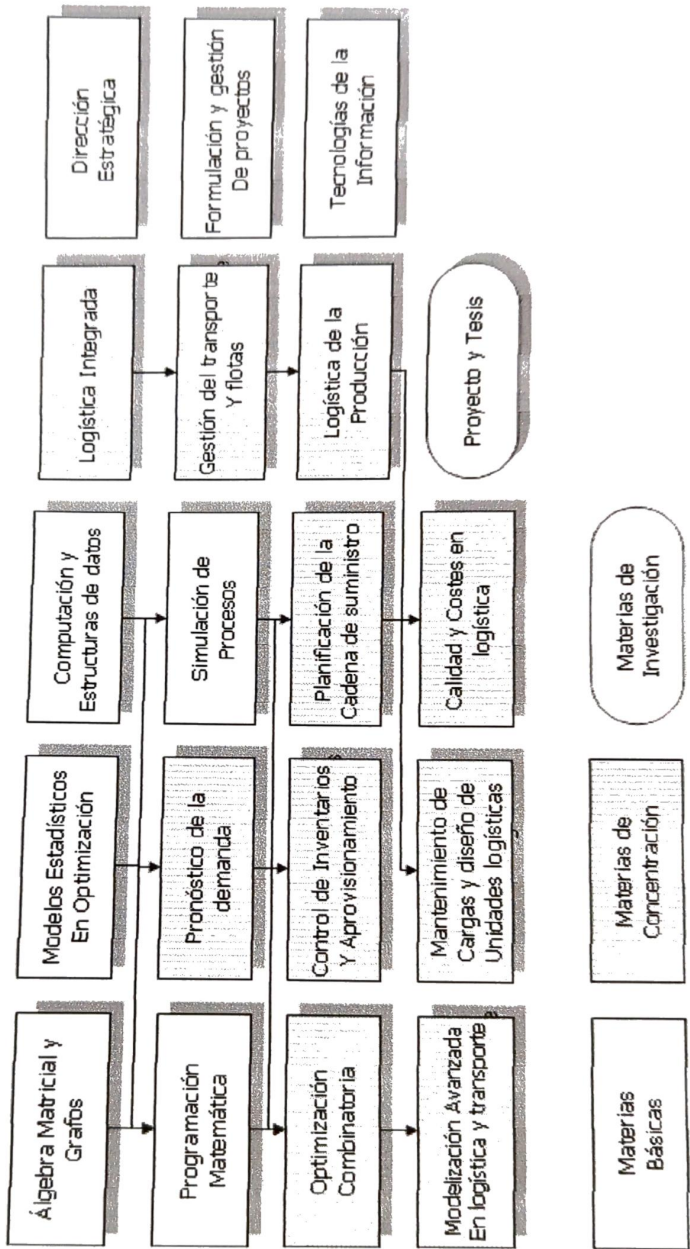 Álgebra Matricial y
Grafos
Modelos Estadísticos
En Optimización
Computación y
Estructuras de datos
Logística Integrada
Dirección
Estratégica
Programación
Matemática
Pronóstico de la
demanda
Simulación de
Procesos
Gestión del transporte
Y flotas
Formulación y gestión
De proyectos
Optimización
Combinatoria
Control de Inventarios
Y Aprovisionamiento
Planificación de la
Cadena de suministro
Logística de la
Producción
Tecnologías de la
Información
Modelización Avanzada
En logística y transporte
Mantenimiento de
Cargas y diseño de
Unidades logísticas
Calidad y Costes en
logística
Proyecto y Tesis
Materias
Básicas
Materias de
Concentración
Materias de
Investigación